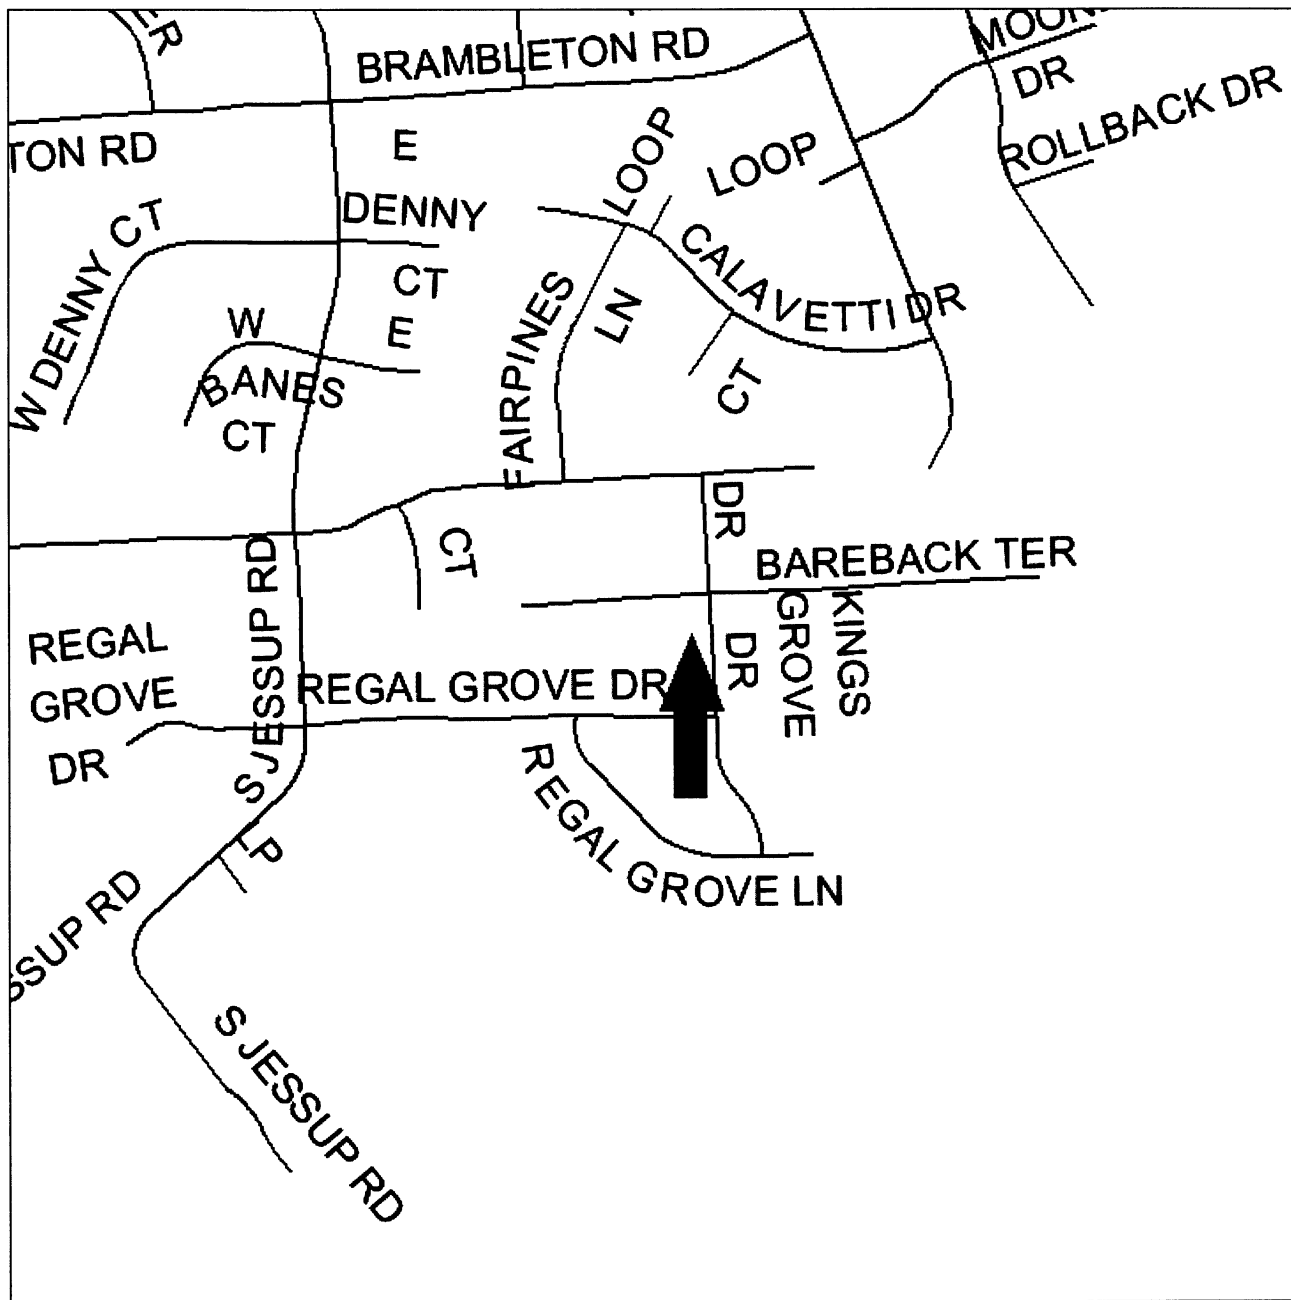 ER
BRAMBLETON RD
MOON
DR
ROLLBACK DR
TON RD
E
DENNY
CT
LOOP
LOOP
W DENNY CT
CALAVETTI DR
FAIRPINES
LN
W
E
BANES
CT
CT
DR
CT
BAREBACK TER
S JESSUP RD
KINGS
GROVE
DR
REGAL
GROVE
DR
REGAL GROVE DR
REGAL GROVE LN
LP
SSUP RD
S JESSUP RD